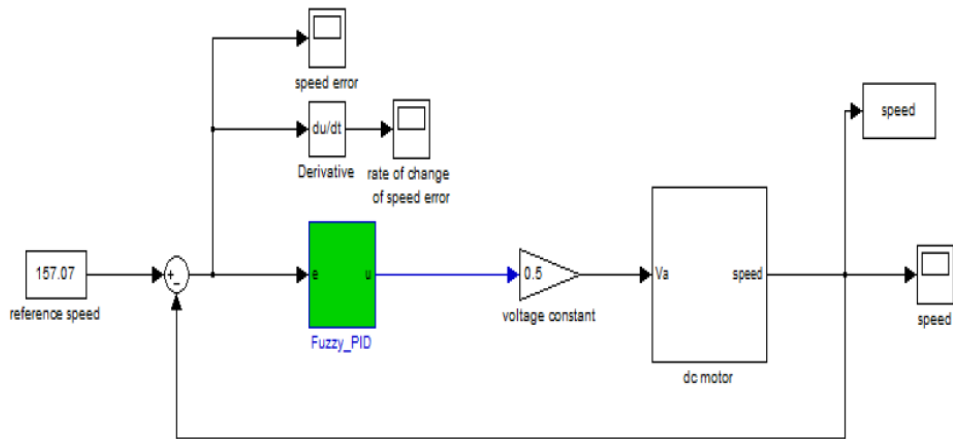 speed error
du/dt
Derivative
rate of change
of speed error
speed
157.07
reference speed
+
−
e
u
Fuzzy_PID
0.5
voltage constant
Va
speed
dc motor
speed